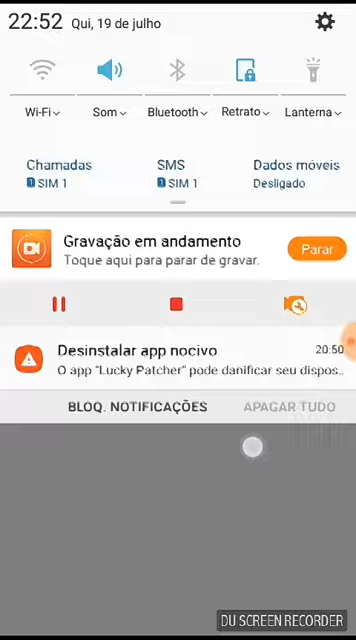 22:52 Qui, 19 de julho
Wi-Fi Som Bluetooth Retrato Lanterna
Chamadas SMS Dados móveis
1 SIM 1 1 SIM 1 Desligado
Gravação em andamento
Toque aqui para parar de gravar.
Parar
Desinstalar app nocivo 20:50
O app "Lucky Patcher" pode danificar seu dispos..
BLOQ. NOTIFICAÇÕES APAGAR TUDO
DU SCREEN RECORDER